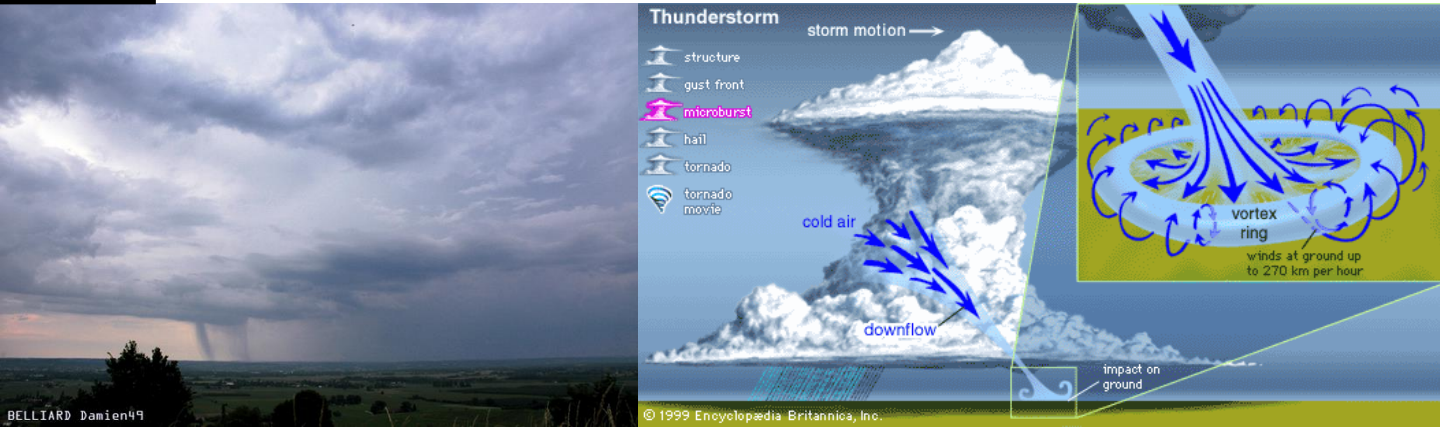 BELLIARD Damien49
Thunderstorm
storm motion
structure
gust front
microburst
hail
tornado
tornado
movie
cold air
downflow
impact on
ground
vortex
ring
winds at ground up
to 270 km per hour
© 1999 Encyclopædia Britannica, Inc.